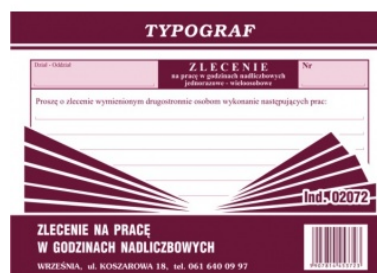 TYPOGRAF
Dział - Oddział
ZLECENIE
na pracę w godzinach nadliczbowych
jednorazowe - wieloosobowe
Nr
Proszę o zlecenie wymienionym drugostronnie osobom wykonanie następujących prac:
Ind. 02072
ZLECENIE NA PRACĘ
W GODZINACH NADLICZBOWYCH
WRZEŚNIA, ul. KOSZAROWA 18, tel. 061 640 09 97